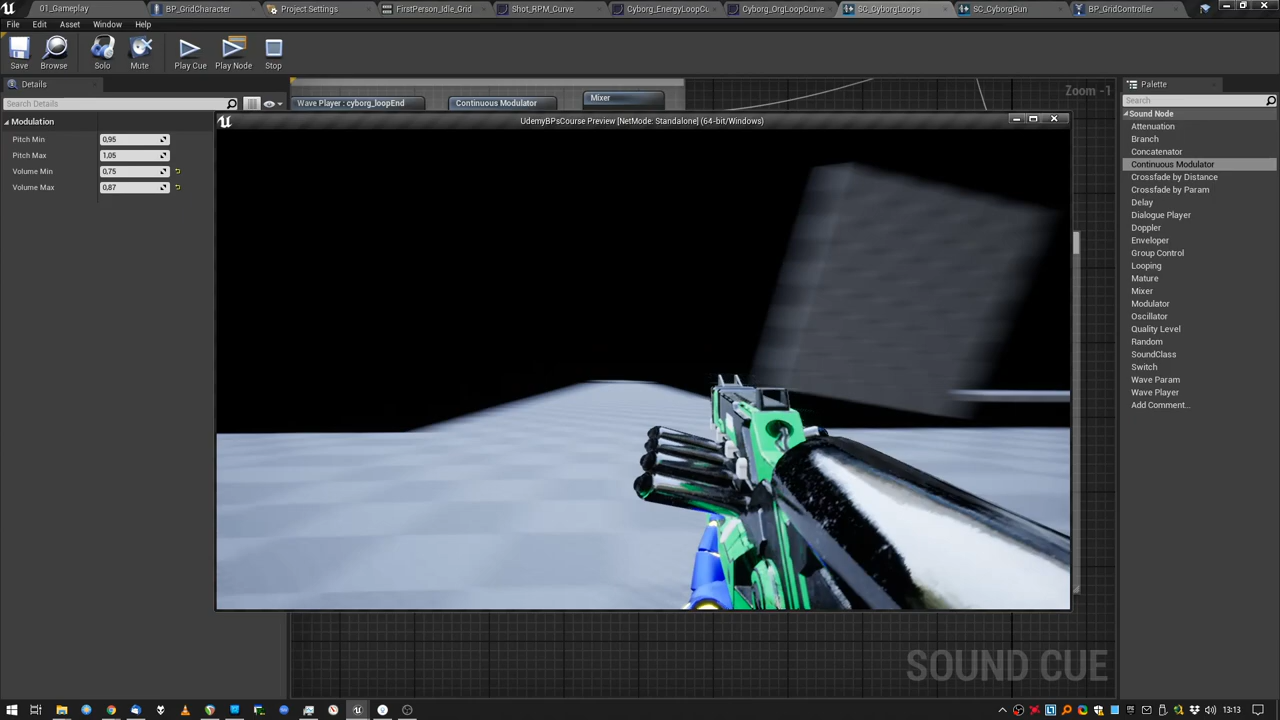 01_Gameplay
BP_GridCharacter
Project Settings
FirstPerson_Idle_Grid
Shot_RPM_Curve
Cyborg_EnergyLoopCu
Cyborg_OrgLoopCurve
SC_CyborgLoops
SC_CyborgGun
BP_GridController
File
Edit
Asset
Window
Help
Save
Browse
Solo
Mute
Play Cue
Play Node
Stop
Details
Search Details
Modulation
Pitch Min
0,95
Pitch Max
1,05
Volume Min
0,75
Volume Max
0,87
Wave Player : cyborg_loopEnd
Continuous Modulator
Mixer
Zoom -1
UdemyBPsCourse Preview [NetMode: Standalone] (64-bit/Windows)
SOUND CUE
Palette
Search
Sound Node
Attenuation
Branch
Concatenator
Continuous Modulator
Crossfade by Distance
Crossfade by Param
Delay
Dialogue Player
Doppler
Enveloper
Group Control
Looping
Mature
Mixer
Modulator
Oscillator
Quality Level
Random
SoundClass
Switch
Wave Param
Wave Player
Add Comment...
13:13